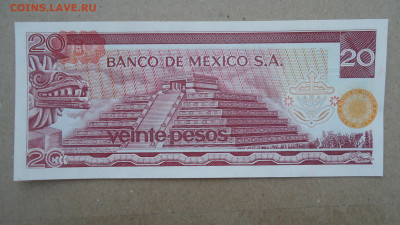 COINS.LAVE.RU
20
BANCO DE MEXICO S.A.
20
veinte pesos
20